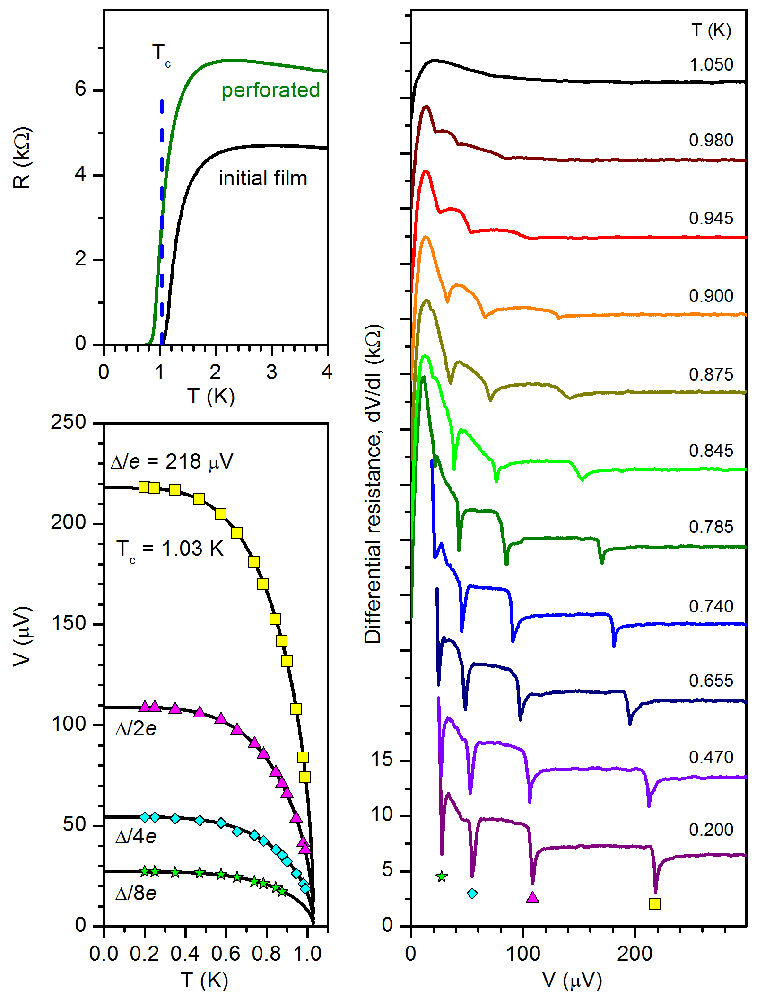 T_c
6
perforated
R (kΩ)
4
initial film
2
0
0 1 2 3 4
T (K)
250
Δ/e = 218 μV
200
T_c = 1.03 K
150
V (μV)
100
Δ/2e
50
Δ/4e
Δ/8e
0
0.0 0.2 0.4 0.6 0.8 1.0
T (K)
T (K)
1.050
0.980
0.945
0.900
0.875
0.845
0.785
0.740
0.655
0.470
0.200
Differential resistance, dV/dI (kΩ)
15
10
5
0
0 100 200
V (μV)